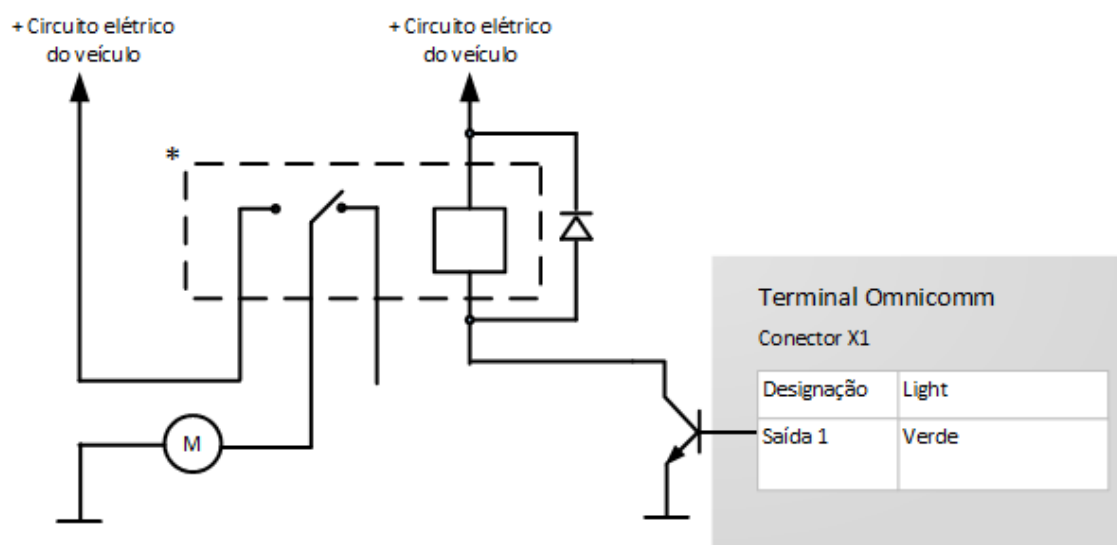 + Circuito elétrico
do veículo
+ Circuito elétrico
do veículo
*
M
Terminal Omnicomm
Conector X1
Designação Light
Saída 1 Verde